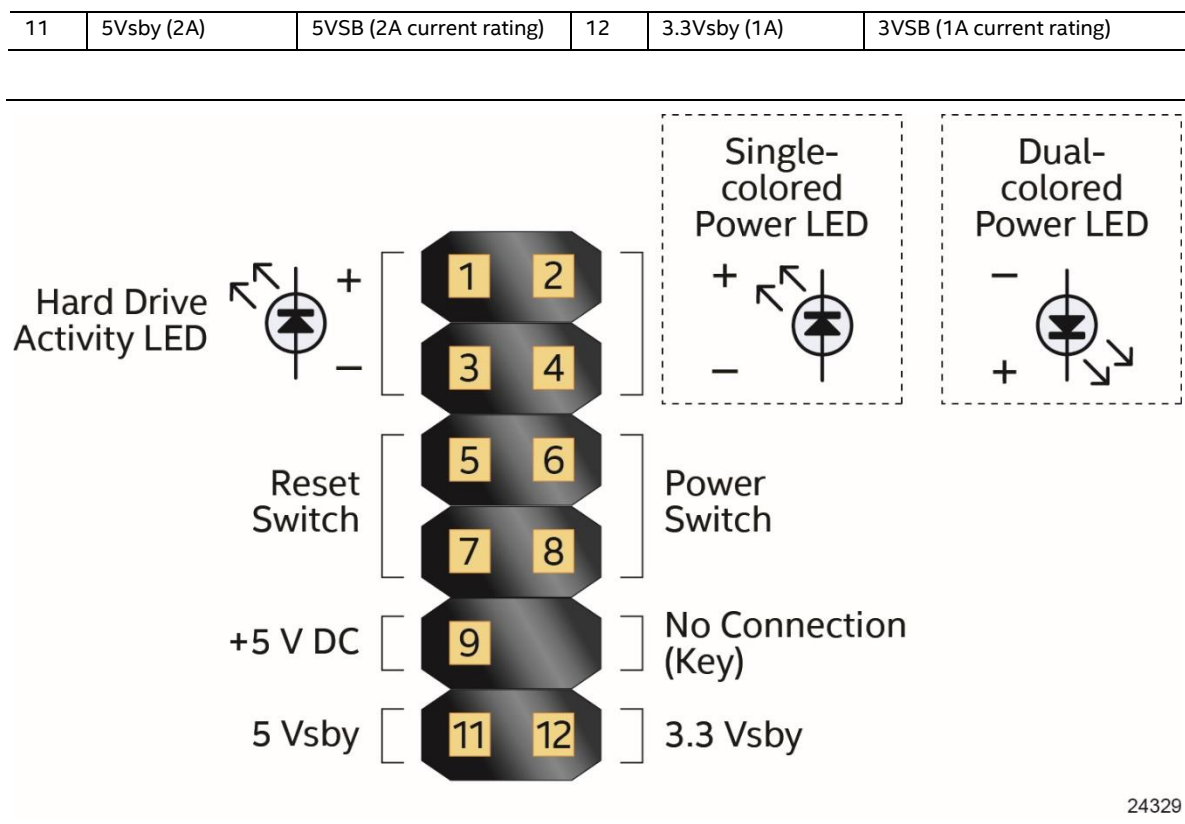 11 5Vsby (2A) 5VSB (2A current rating) 12 3.3Vsby (1A) 3VSB (1A current rating)
Single-
colored
Power LED
Dual-
colored
Power LED
Hard Drive
Activity LED
+
–
1 2
3 4
+
–
–
+
Reset
Switch
5 6
7 8
Power
Switch
+5 V DC
9
No Connection
(Key)
5 Vsby
11 12
3.3 Vsby
24329